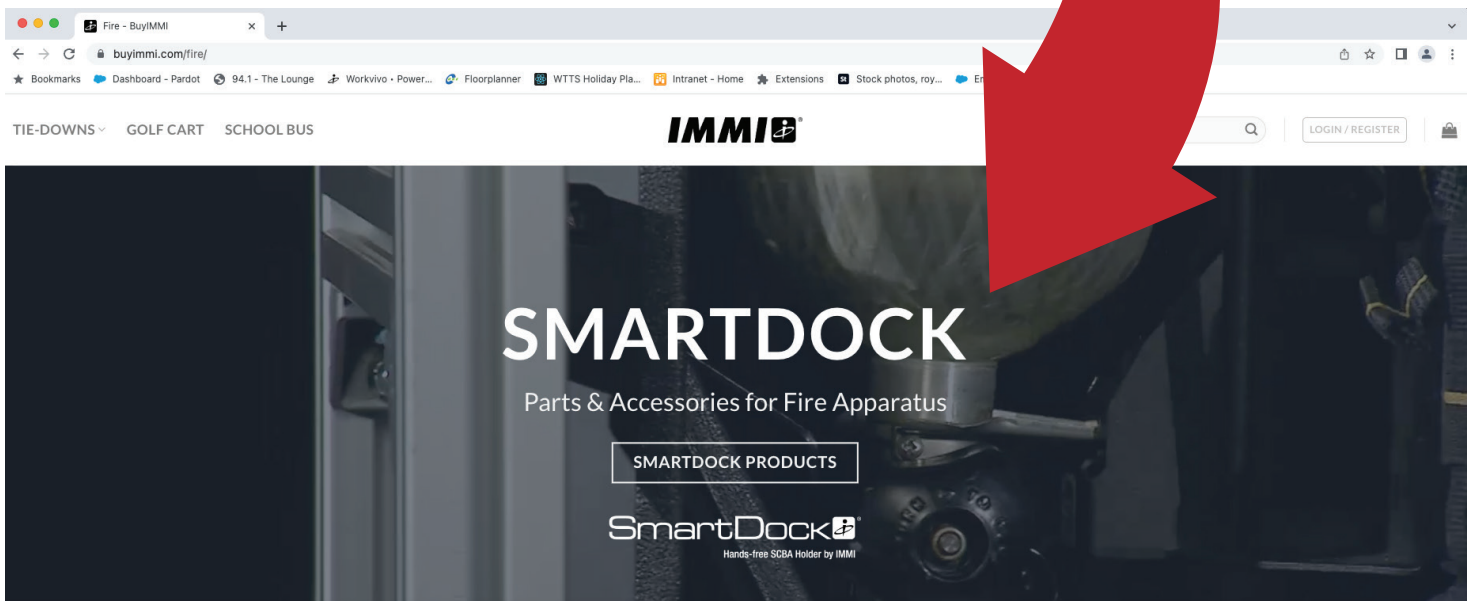 Fire - BuyIMMI
buyimmi.com/fire/
Bookmarks Dashboard - Pardot 94.1 - The Lounge Workvivo • Power... Floorplanner WTTS Holiday Pla... Intranet - Home Extensions Stock photos, roy...
TIE-DOWNS GOLF CART SCHOOL BUS IMMI LOGIN / REGISTER
SMARTDOCK
Parts & Accessories for Fire Apparatus
SMARTDOCK PRODUCTS
SmartDock
Hands-free SCBA Holder by IMMI